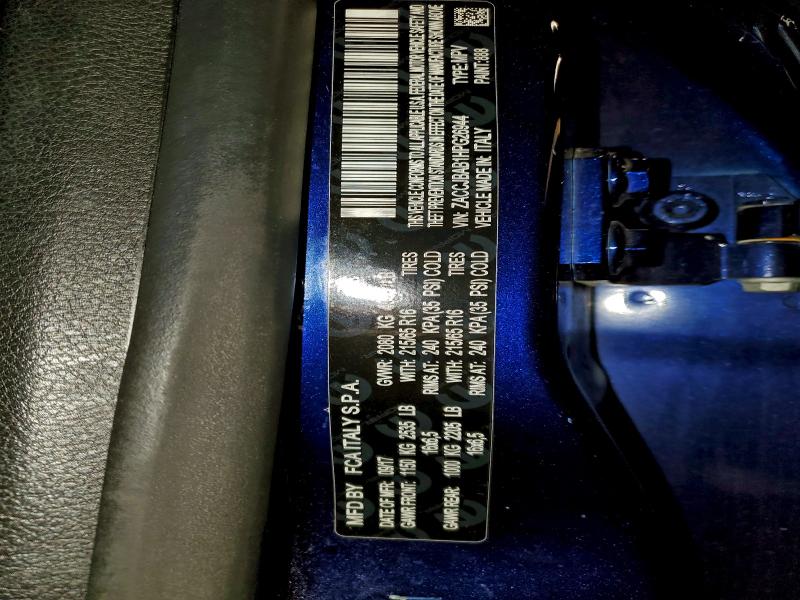 MFD BY FCA ITALY S.P.A.
DATE OF MFR: 09/17 GVWR: 2080 KG LB
GAWR FRONT: 1150 KG 2535 LB WITH: 215/65 R16 TIRES
16x6,5 RIMS AT: 240 KPA(35 PSI) COLD
GAWR REAR: 1000 KG 2205 LB WITH: 215/65 R16 TIRES
16x6,5 RIMS AT: 240 KPA(35 PSI) COLD
THIS VEHICLE CONFORMS TO ALL APPLICABLE U.S.A. FEDERAL MOTOR VEHICLE SAFETY AND
THEFT PREVENTION STANDARDS IN EFFECT ON THE DATE OF MANUFACTURE SHOWN ABOVE
VIN: ZACCJBAB1HPG26944 TYPE: MPV
VEHICLE MADE IN: ITALY PAINT: 888